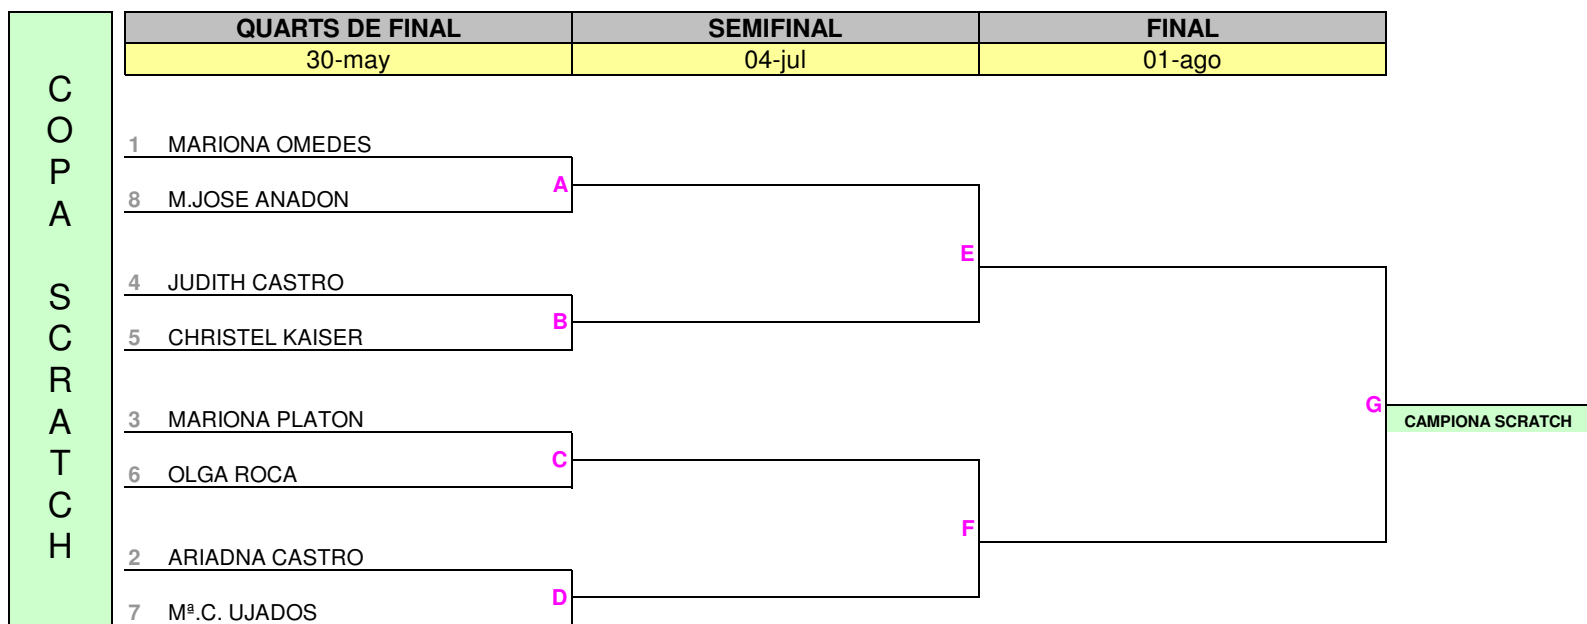 COPA SCRATCH
QUARTS DE FINAL SEMIFINAL FINAL
30-may 04-jul 01-ago
1 MARIONA OMEDES
A
8 M.JOSE ANADON
E
4 JUDITH CASTRO
B
5 CHRISTEL KAISER
G
3 MARIONA PLATON
CAMPIONA SCRATCH
C
6 OLGA ROCA
F
2 ARIADNA CASTRO
D
7 Mª.C. UJADOS